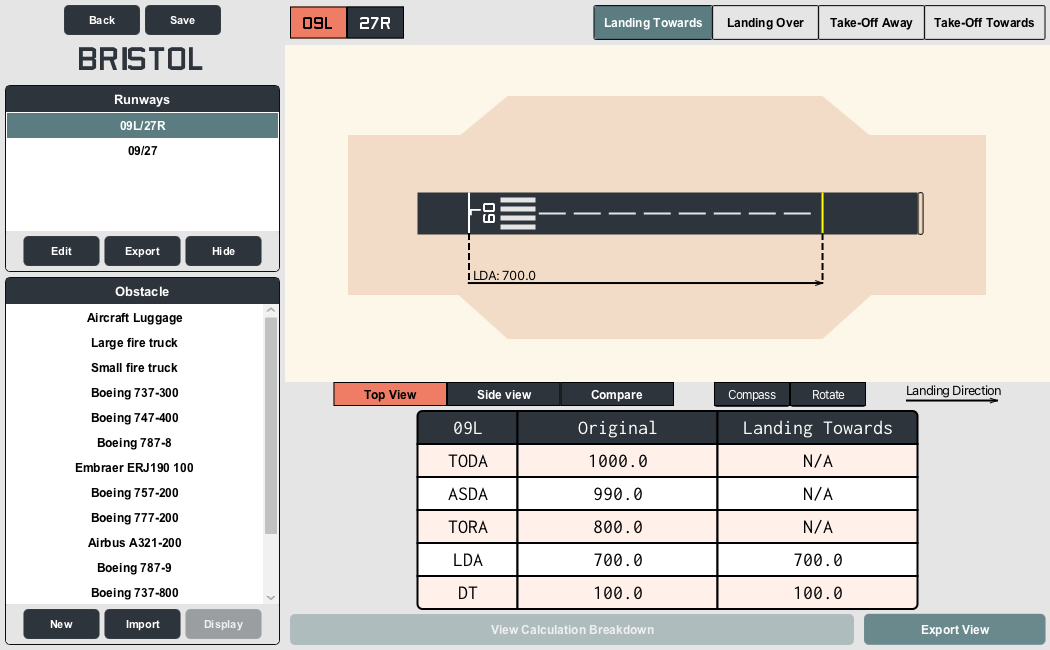 Back Save
BRISTOL
Runways
09L/27R
09/27
Edit Export Hide
Obstacle
Aircraft Luggage
Large fire truck
Small fire truck
Boeing 737-300
Boeing 747-400
Boeing 787-8
Embraer ERJ190 100
Boeing 757-200
Boeing 777-200
Airbus A321-200
Boeing 787-9
Boeing 737-800
New Import Display
09L 27R
Landing Towards Landing Over Take-Off Away Take-Off Towards
09
L
LDA: 700.0
Top View Side view Compare Compass Rotate Landing Direction
09L Original Landing Towards
TODA 1000.0 N/A
ASDA 990.0 N/A
TORA 800.0 N/A
LDA 700.0 700.0
DT 100.0 100.0
View Calculation Breakdown Export View